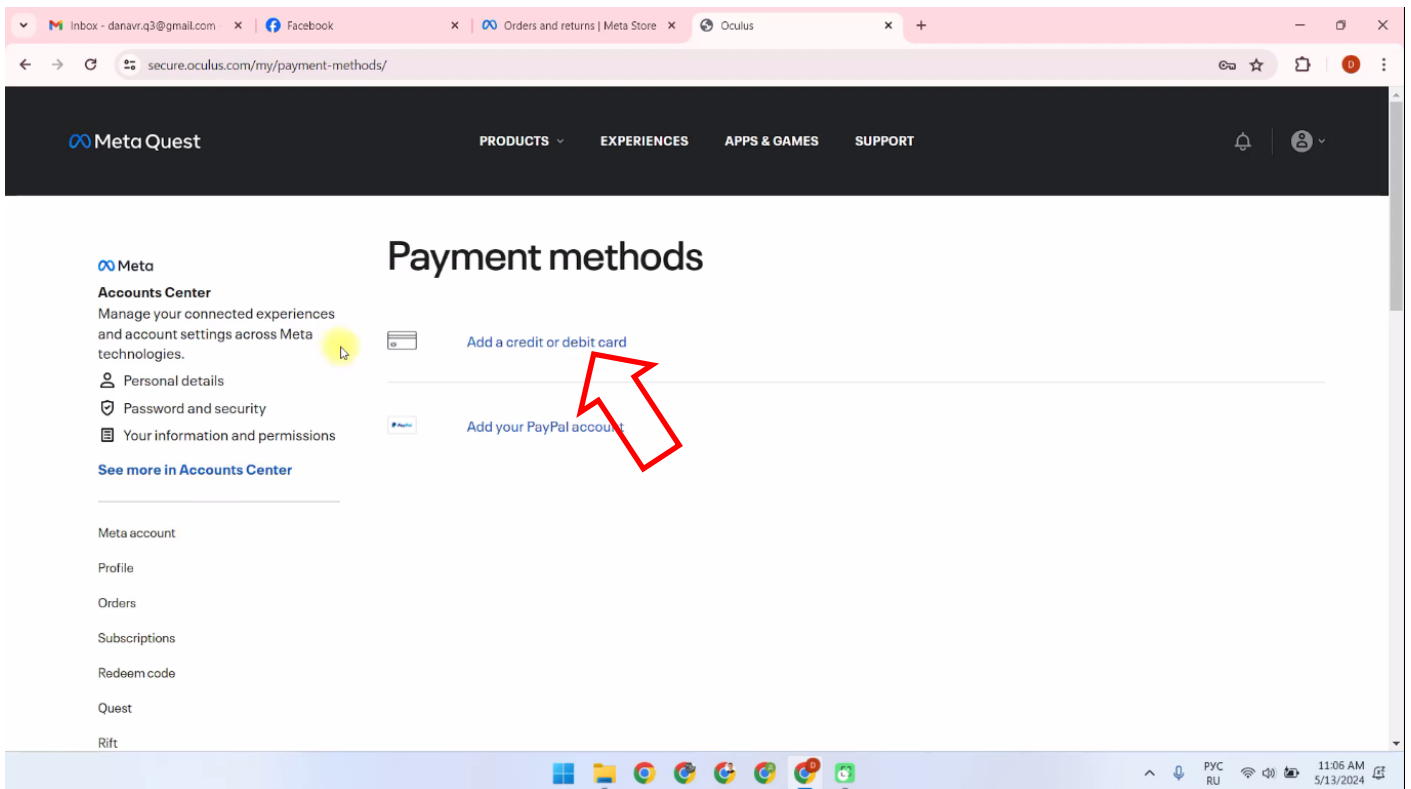 Inbox - danavr.q3@gmail.com
Facebook
Orders and returns | Meta Store
Oculus
secure.oculus.com/my/payment-methods/
D
Meta Quest
PRODUCTS
EXPERIENCES
APPS & GAMES
SUPPORT
Meta
Accounts Center
Manage your connected experiences
and account settings across Meta
technologies.
Personal details
Password and security
Your information and permissions
See more in Accounts Center
Meta account
Profile
Orders
Subscriptions
Redeem code
Quest
Rift
Payment methods
Add a credit or debit card
PayPal
Add your PayPal account
D
РУС
RU
11:06 AM
5/13/2024